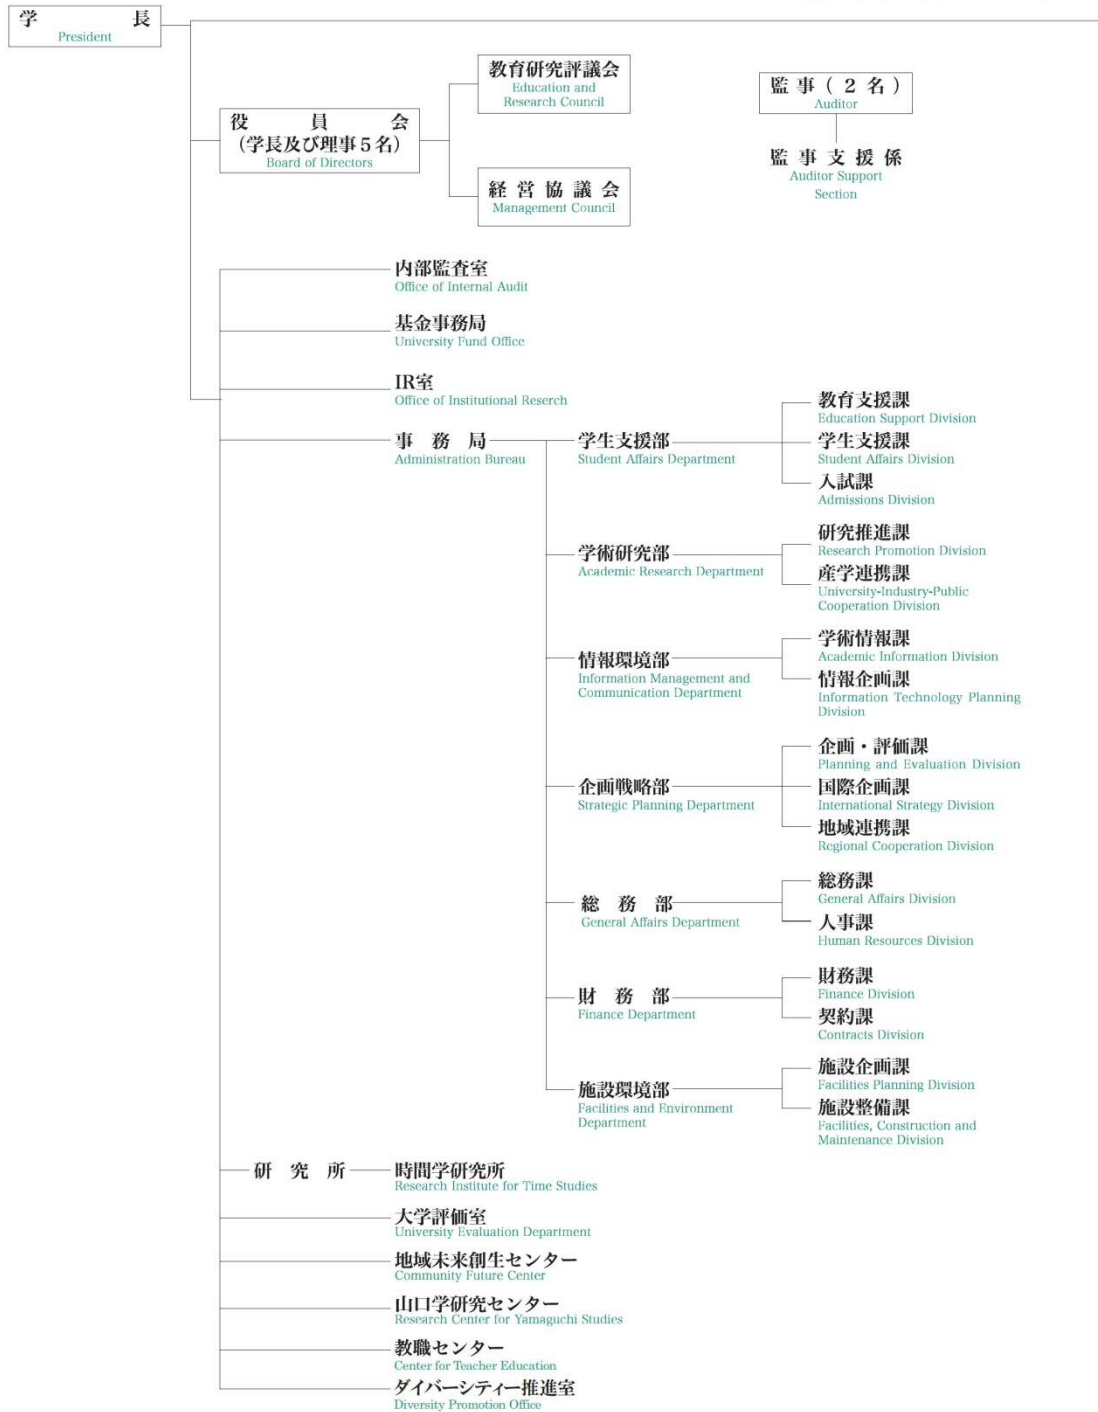 学長
President
教育研究評議会
Education and
Research Council
監事(2名)
Auditor
役員会
(学長及び理事5名)
Board of Directors
監事支援係
Auditor Support
Section
経営協議会
Management Council
内部監査室
Office of Internal Audit
基金事務局
University Fund Office
IR室
Office of Institutional Reserch
事務局
Administration Bureau
学生支援部
Student Affairs Department
教育支援課
Education Support Division
学生支援課
Student Affairs Division
入試課
Admissions Division
学術研究部
Academic Research Department
研究推進課
Research Promotion Division
産学連携課
University-Industry-Public
Cooperation Division
情報環境部
Information Management and
Communication Department
学術情報課
Academic Information Division
情報企画課
Information Technology Planning
Division
企画戦略部
Strategic Planning Department
企画・評価課
Planning and Evaluation Division
国際企画課
International Strategy Division
地域連携課
Regional Cooperation Division
総務部
General Affairs Department
総務課
General Affairs Division
人事課
Human Resources Division
財務部
Finance Department
財務課
Finance Division
契約課
Contracts Division
施設環境部
Facilities and Environment
Department
施設企画課
Facilities Planning Division
施設整備課
Facilities, Construction and
Maintenance Division
研究所
時間学研究所
Research Institute for Time Studies
大学評価室
University Evaluation Department
地域未来創生センター
Community Future Center
山口学研究センター
Research Center for Yamaguchi Studies
教職センター
Center for Teacher Education
ダイバーシティー推進室
Diversity Promotion Office